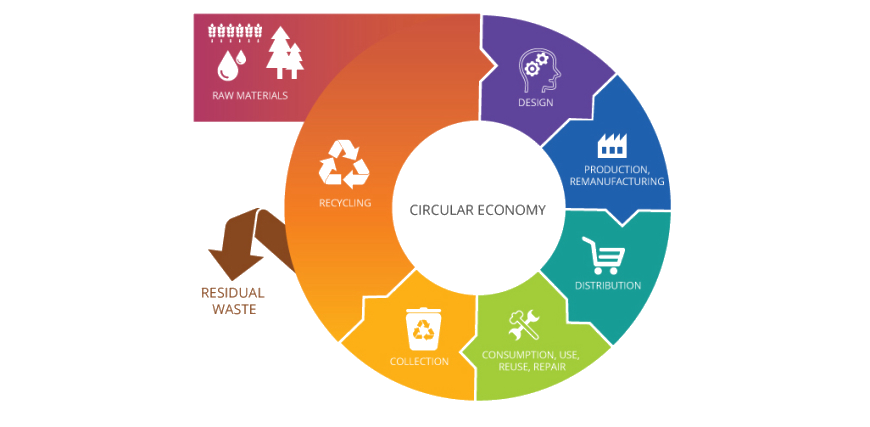 RAW MATERIALS
DESIGN
PRODUCTION,
REMANUFACTURING
RECYCLING
CIRCULAR ECONOMY
DISTRIBUTION
RESIDUAL
WASTE
COLLECTION
CONSUMPTION, USE,
REUSE, REPAIR